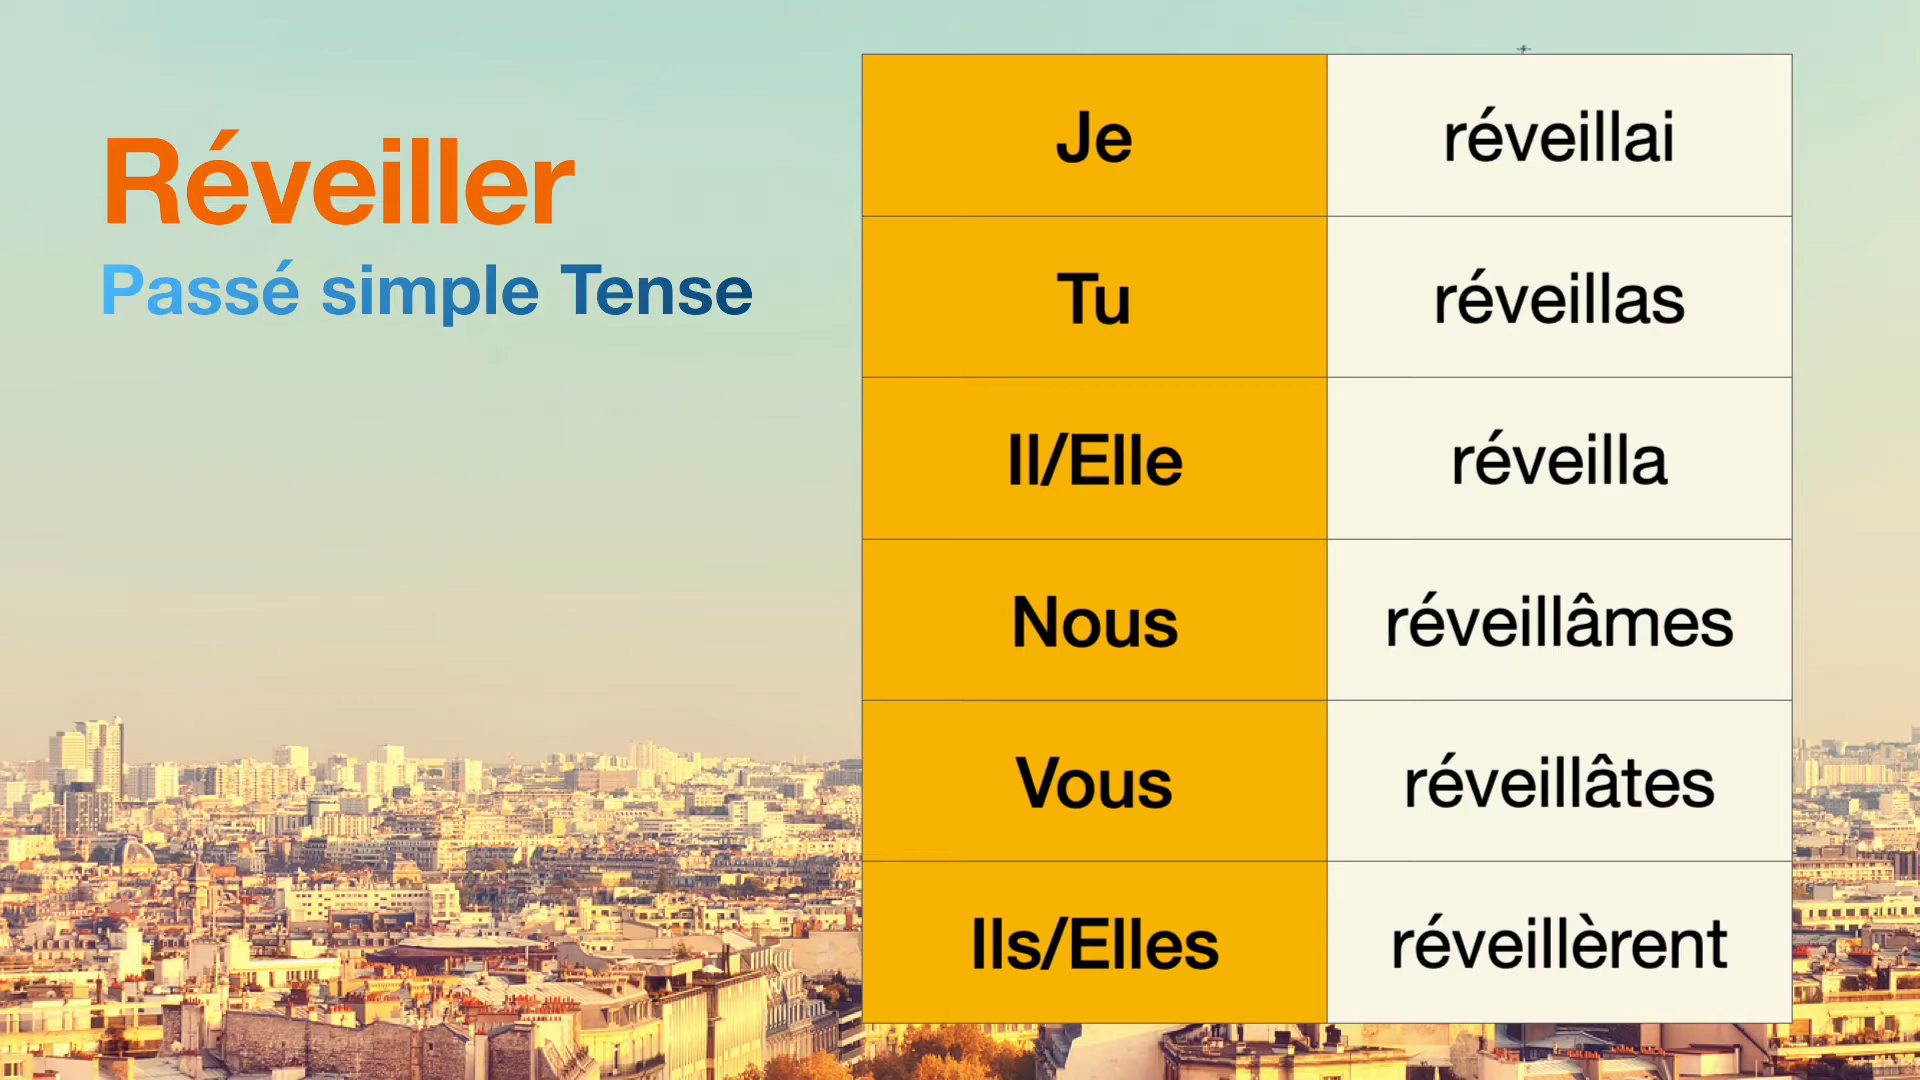 Réveiller
Passé simple Tense
Je réveillai
Tu réveillas
Il/Elle réveilla
Nous réveillâmes
Vous réveillâtes
Ils/Elles réveillèrent